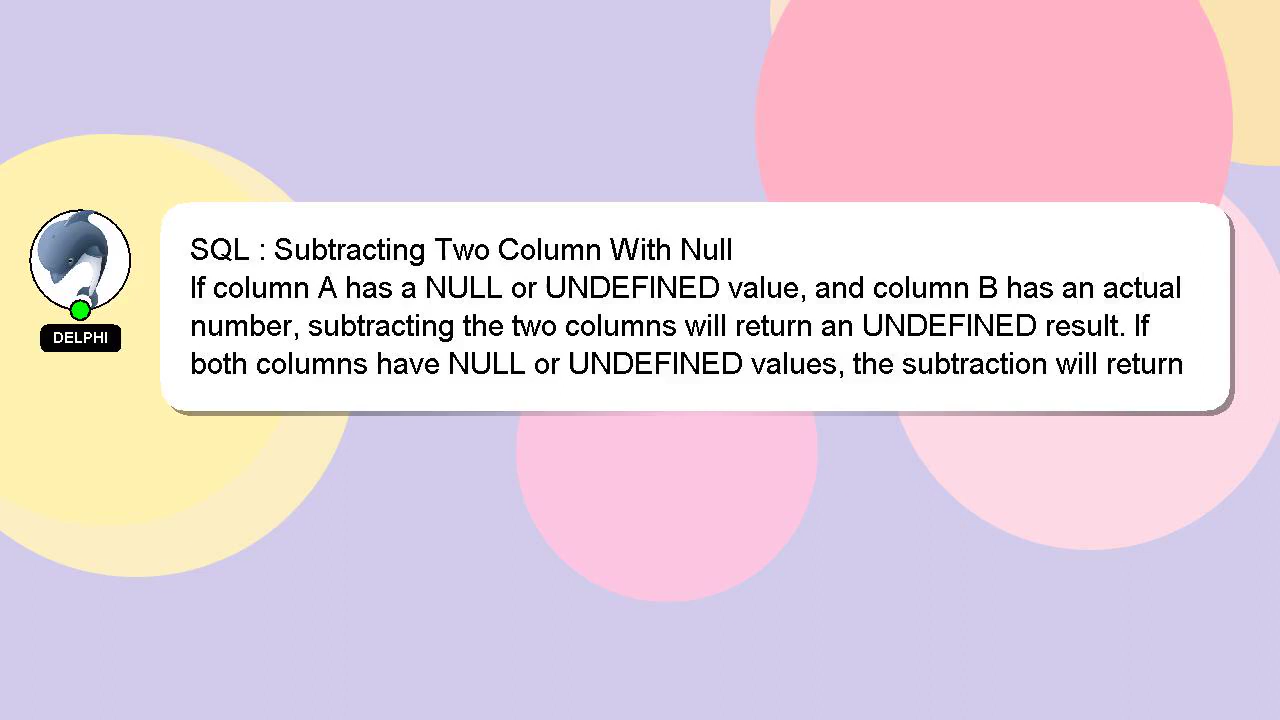 SQL : Subtracting Two Column With Null
If column A has a NULL or UNDEFINED value, and column B has an actual
number, subtracting the two columns will return an UNDEFINED result. If
both columns have NULL or UNDEFINED values, the subtraction will return
DELPHI